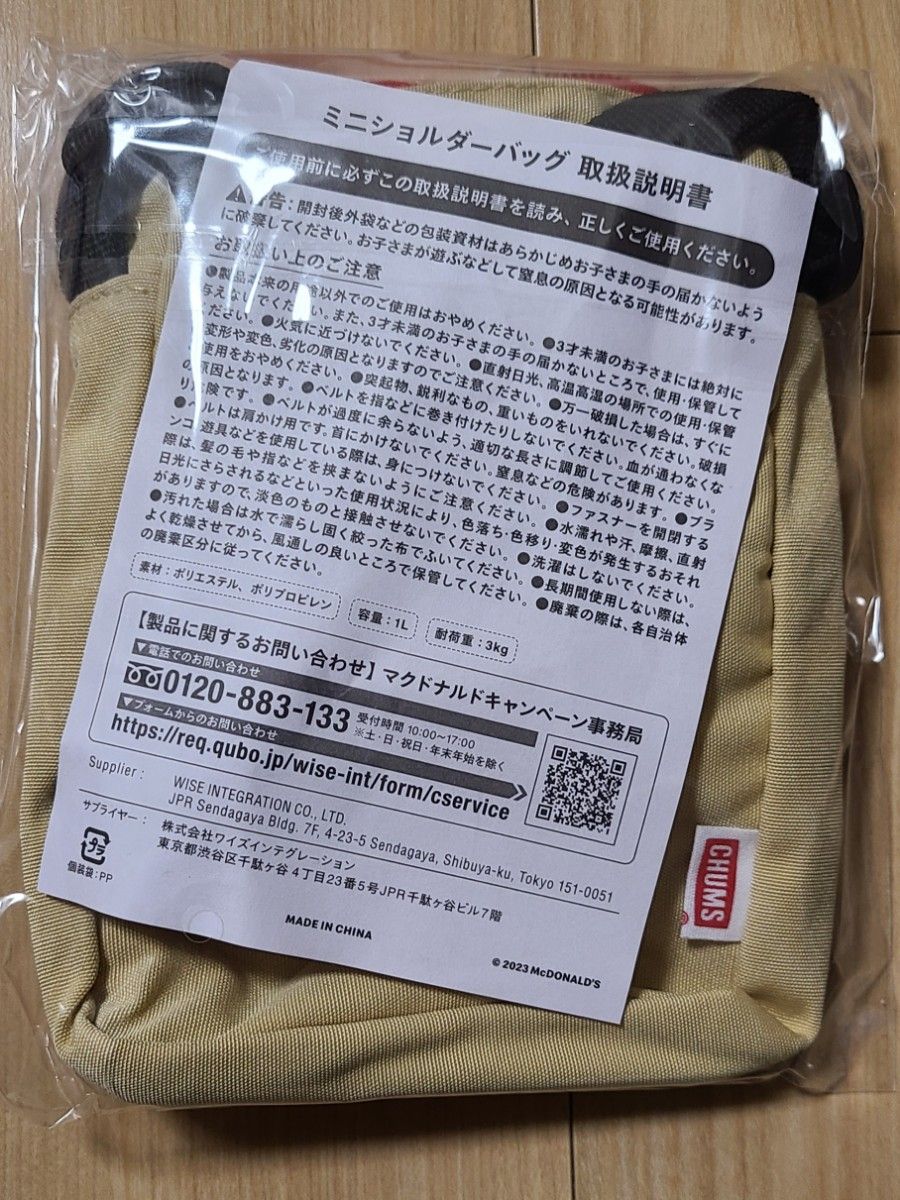 ミニショルダーバッグ 取扱説明書
ご使用前に必ずこの取扱説明書を読み、正しくご使用ください。
警告:開封後外袋などの包装資材はあらかじめお子さまの手の届かないよう
に破棄してください。お子さまが遊ぶなどして窒息の原因となる可能性があります。
お取扱い上のご注意
●製品本来の用途以外でのご使用はおやめください。●3才未満のお子さまには絶対に
与えないでください。また、3才未満のお子さまの手の届かないところで、使用・保管して
ください。●火気に近づけないでください。●直射日光、高温高湿の場所での使用・保管
変形や変色、劣化の原因となりますのでご注意ください。●万一破損した場合は、すぐに
使用をおやめください。●突起物、鋭利なもの、重いものをいれないでください。破損
の原因となります。●ベルトを指などに巻き付けたりしないでください。血が通わなくな
り危険です。●ベルトが過度に余らないよう、適切な長さに調節してご使用ください。
●ベルトは肩かけ用です。首にかけないでください。窒息などの危険があります。●ブラ
ンコ・遊具などを使用している際は、身につけないでください。●ファスナーを開閉する
際は、髪の毛や指などを挟まないようにご注意ください。●水濡れや汗、摩擦、直射
日光にさらされるなどといった使用状況により、色落ち・色移り・変色が発生するおそれ
がありますので、淡色のものと接触させないでください。●洗濯はしないでください。
●汚れた場合は水で濡らし固く絞った布でふいてください。●長期間使用しない際は、
よく乾燥させてから、風通しの良いところで保管してください。●廃棄の際は、各自治体
の廃棄区分に従ってください。
素材:ポリエステル、ポリプロピレン
容量:1L
耐荷重:3kg
【製品に関するお問い合わせ】マクドナルドキャンペーン事務局
▼電話でのお問い合わせ
0120-883-133
受付時間 10:00~17:00
※土・日・祝日・年末年始を除く
▼フォームからのお問い合わせ
https://req.qubo.jp/wise-int/form/cservice
Supplier:
WISE INTEGRATION CO., LTD.
JPR Sendagaya Bldg. 7F, 4-23-5 Sendagaya, Shibuya-ku, Tokyo 151-0051
サプライヤー:
株式会社ワイズインテグレーション
東京都渋谷区千駄ヶ谷4丁目23番5号JPR千駄ヶ谷ビル7階
プラ
個装袋:PP
MADE IN CHINA
© 2023 McDONALD'S
CHUMS